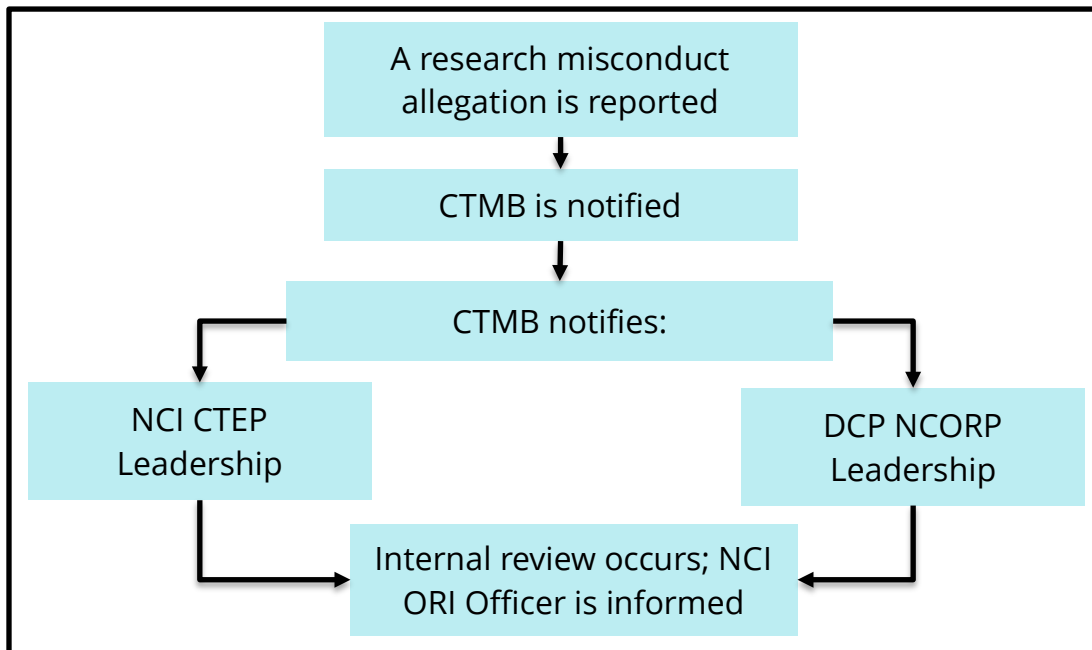 A research misconduct
allegation is reported
CTMB is notified
CTMB notifies:
NCI CTEP
Leadership
DCP NCORP
Leadership
Internal review occurs; NCI
ORI Officer is informed